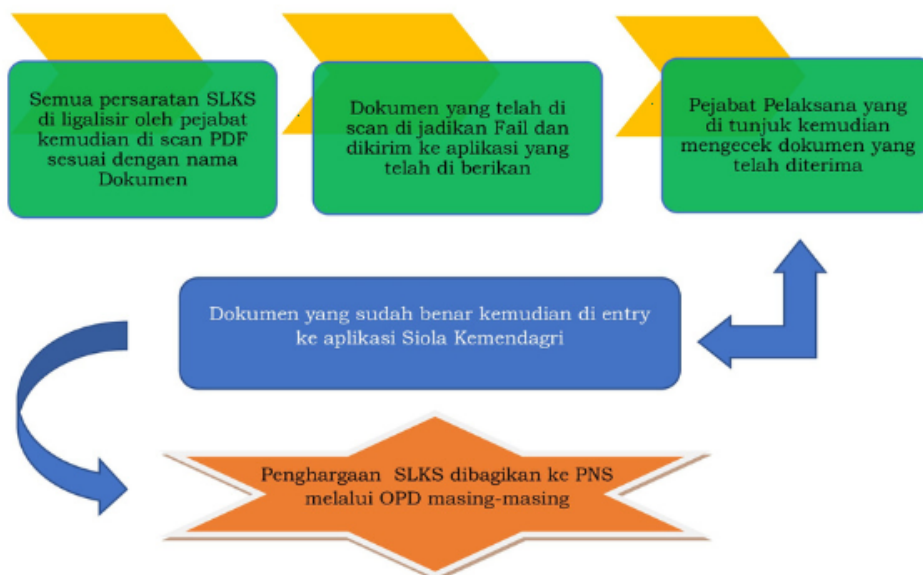 Semua persaratan SLKS
di ligalisir oleh pejabat
kemudian di scan PDF
sesuai dengan nama
Dokumen
Dokumen yang telah di
scan di jadikan Fail dan
dikirim ke aplikasi yang
telah di berikan
Pejabat Pelaksana yang
di tunjuk kemudian
mengecek dokumen yang
telah diterima
Dokumen yang sudah benar kemudian di entry
ke aplikasi Siola Kemendagri
Penghargaan SLKS dibagikan ke PNS
melalui OPD masing-masing